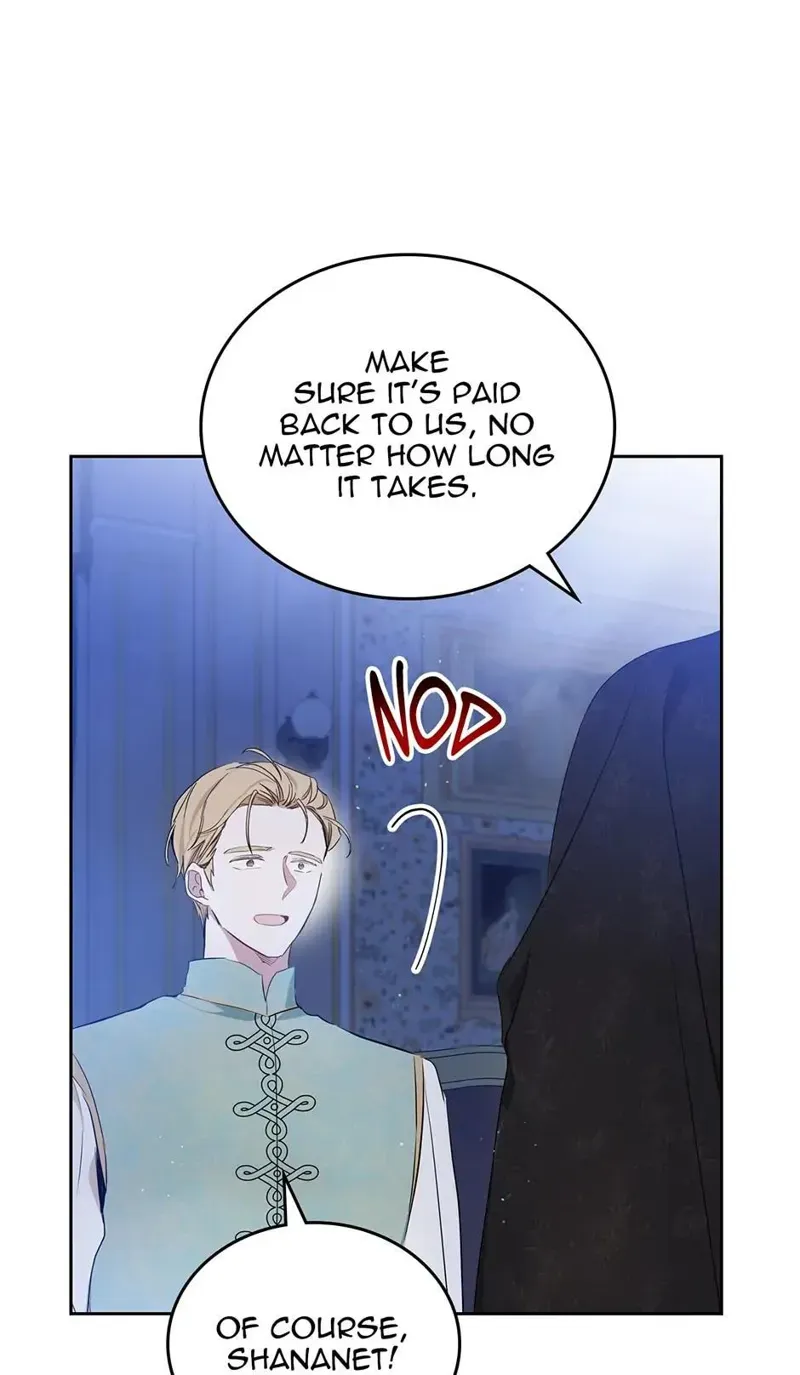 MAKE
SURE IT'S PAID
BACK TO US, NO
MATTER HOW LONG
IT TAKES.
NOD
OF COURSE,
SHANANET!